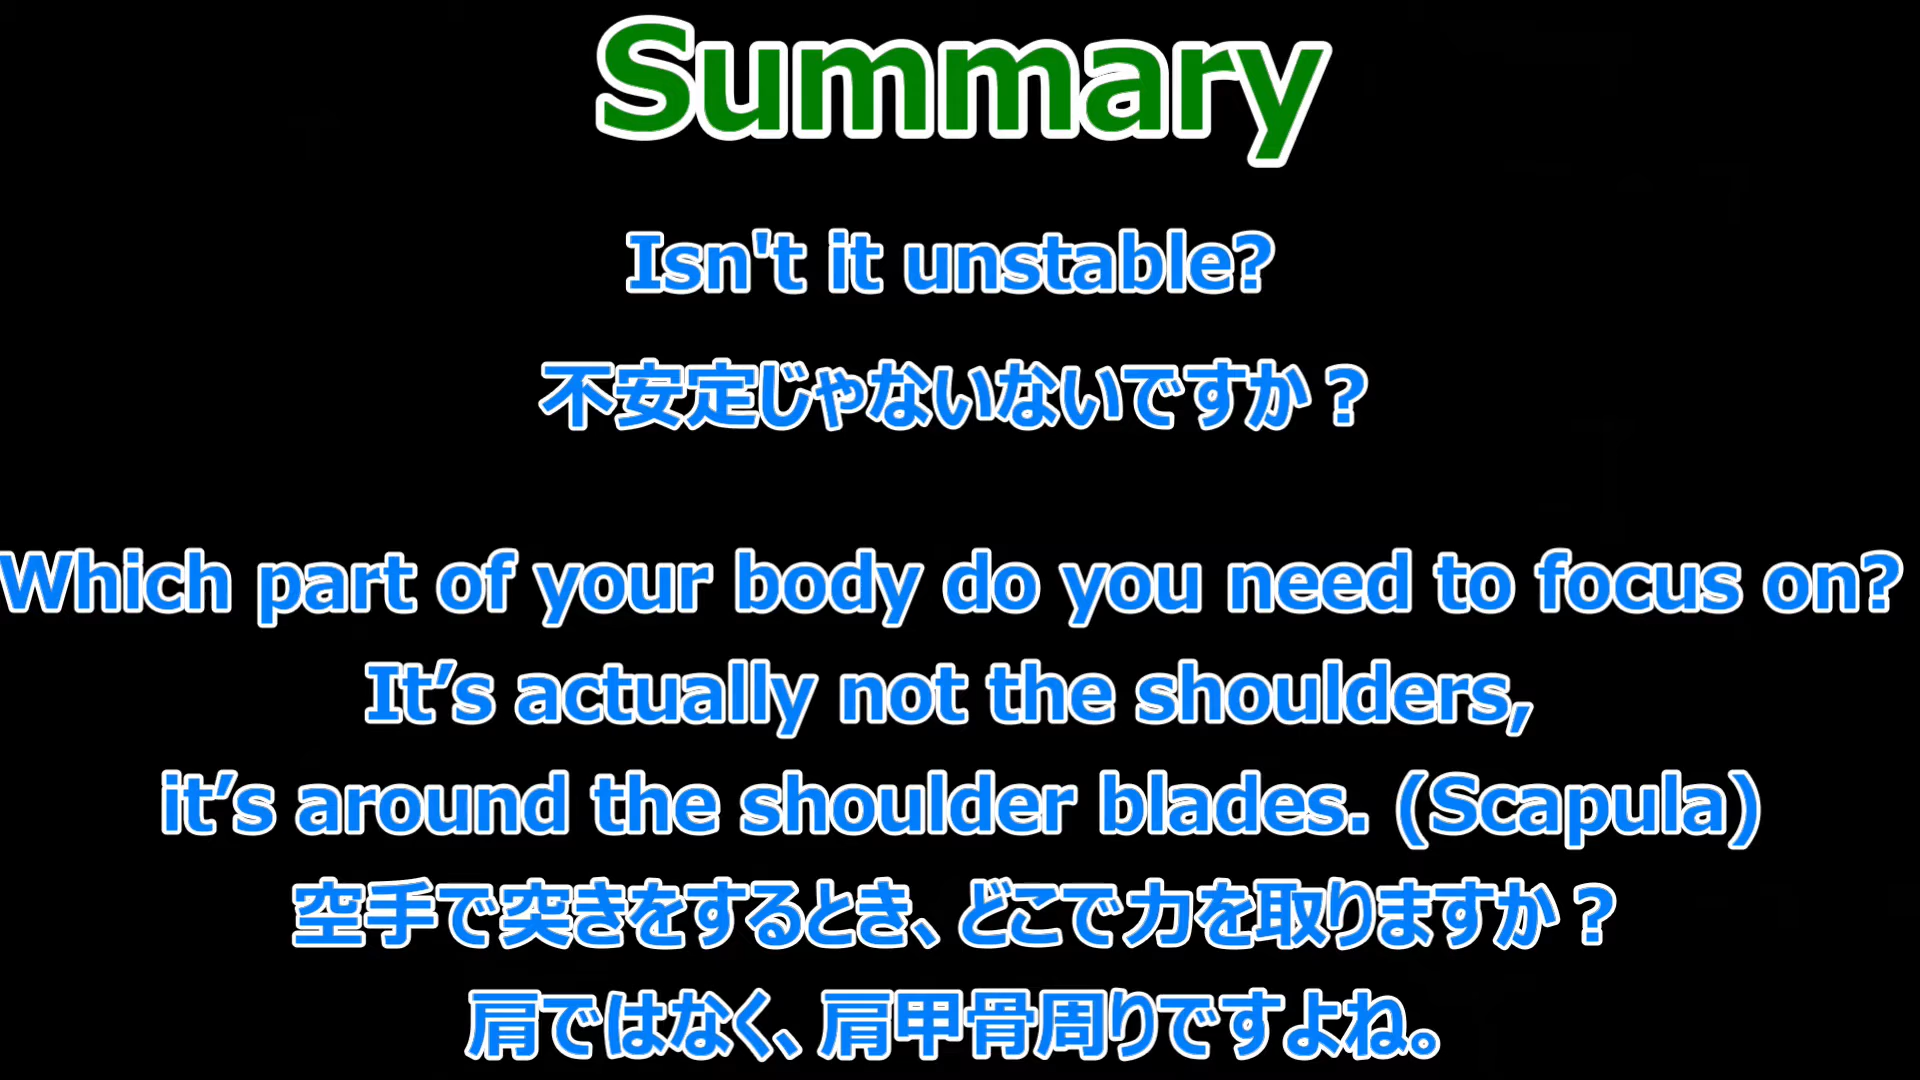 Summary
Isn't it unstable?
不安定じゃないないですか？
Which part of your body do you need to focus on?
It’s actually not the shoulders,
it’s around the shoulder blades. (Scapula)
空手で突きをするとき、どこで力を取りますか？
肩ではなく、肩甲骨周りですよね。